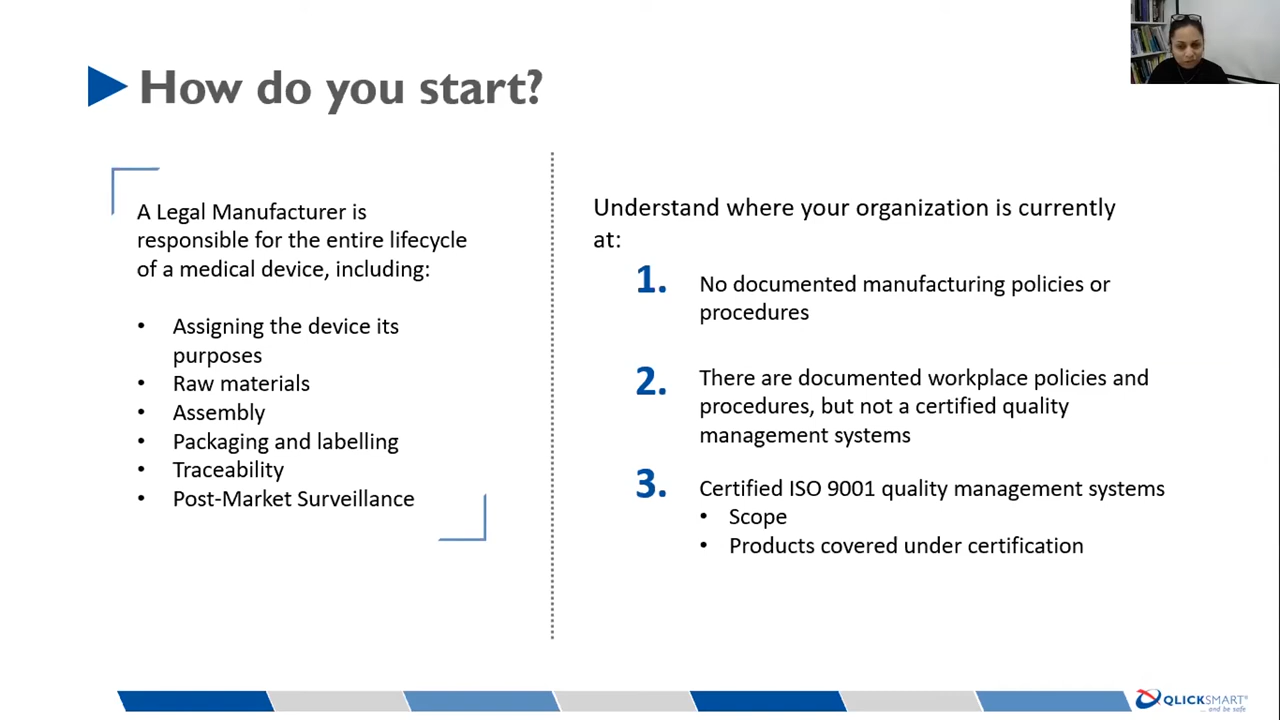 How do you start?
A Legal Manufacturer is
responsible for the entire lifecycle
of a medical device, including:
• Assigning the device its
purposes
• Raw materials
• Assembly
• Packaging and labelling
• Traceability
• Post-Market Surveillance
Understand where your organization is currently
at:
1. No documented manufacturing policies or
procedures
2. There are documented workplace policies and
procedures, but not a certified quality
management systems
3. Certified ISO 9001 quality management systems
• Scope
• Products covered under certification
QLICKSMART®
... and be safe